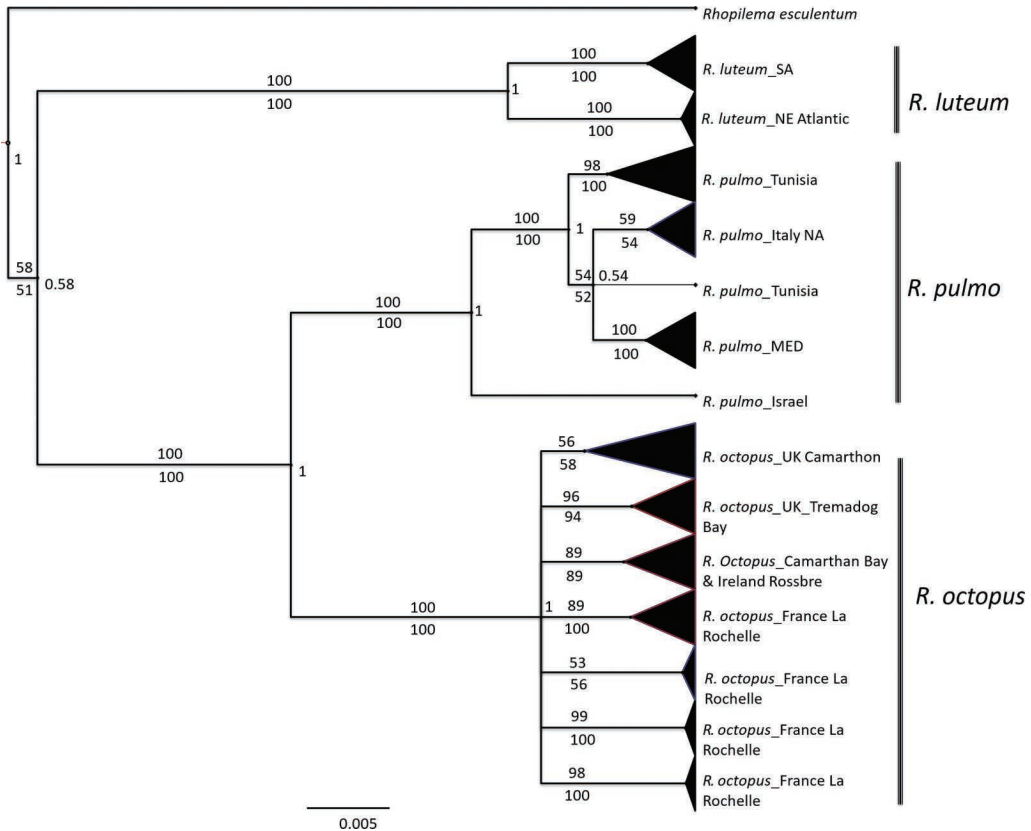 Rhopilema esculentum
100
100
R. luteum_SA
100
100
1
100
100
R. luteum_NE Atlantic
R. luteum
1
98
100
R. pulmo_Tunisia
100
100
1
59
54
R. pulmo_Italy NA
58
51
0.58
54
52
0.54
R. pulmo_Tunisia
R. pulmo
100
100
1
100
100
R. pulmo_MED
R. pulmo_Israel
100
100
1
56
58
R. octopus_UK Camarthon
96
94
R. octopus_UK_Tremadog
Bay
89
89
R. Octopus_Camarthan Bay
& Ireland Rossbre
R. octopus
100
100
1
89
100
R. octopus_France La
Rochelle
53
56
R. octopus_France La
Rochelle
99
100
R. octopus_France La
Rochelle
98
100
R. octopus_France La
Rochelle
0.005